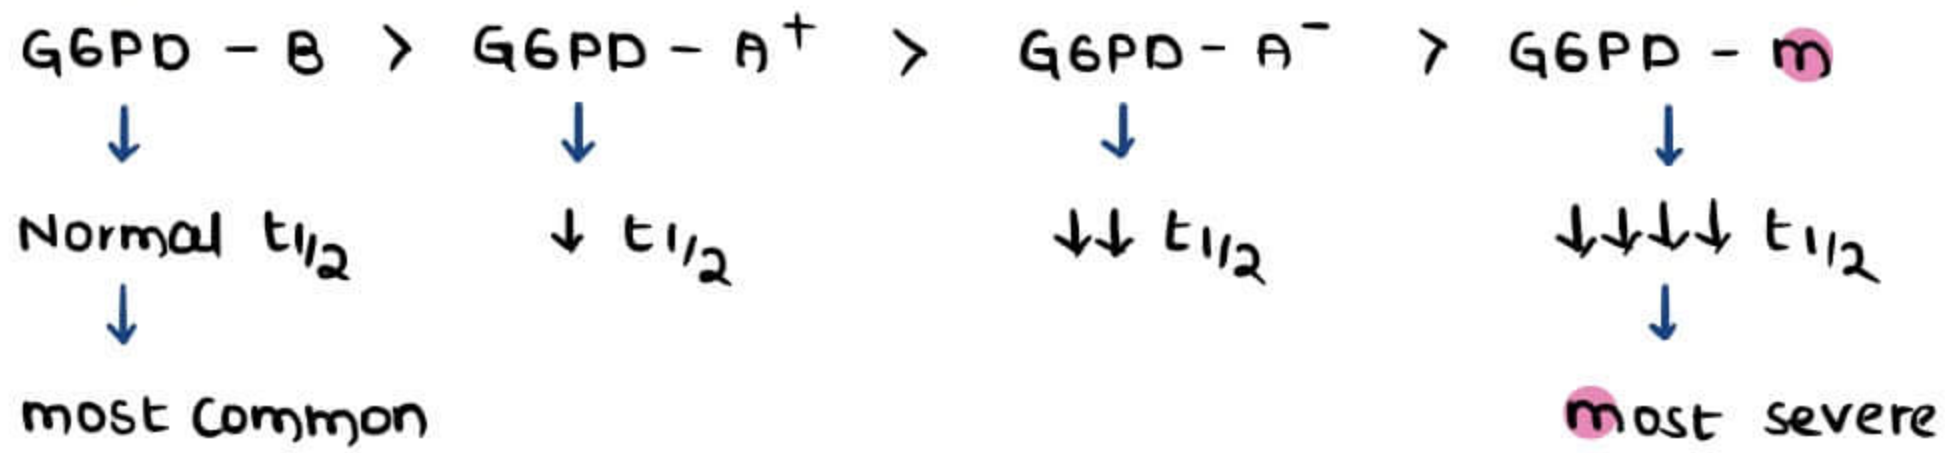 G6PD - B > G6PD - A⁺ > G6PD - A⁻ > G6PD - m
↓ ↓ ↓ ↓
Normal t1/2 ↓ t1/2 ↓↓ t1/2 ↓↓↓↓ t1/2
↓ ↓
most common most severe